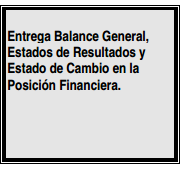 Entrega Balance General,
Estados de Resultados y
Estado de Cambio en la
Posición Financiera.